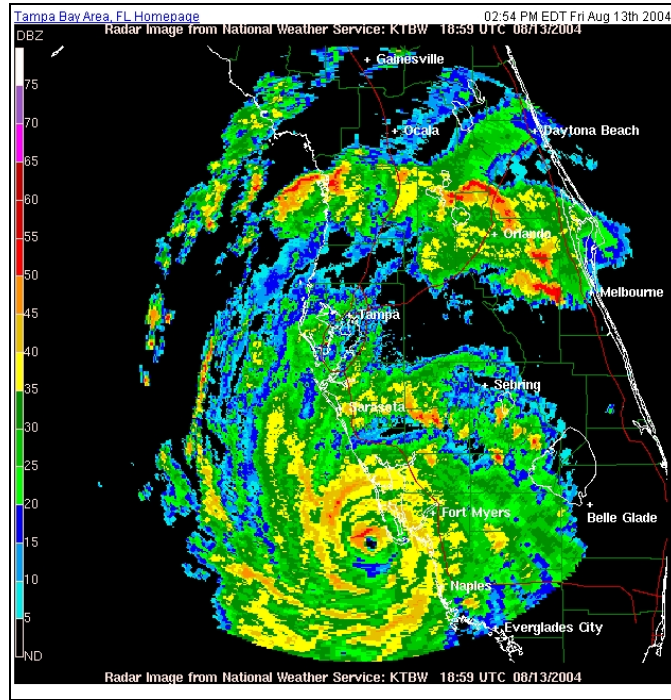 Tampa Bay Area, FL Homepage 02:54 PM EDT Fri Aug 13th 2004
DBZ Radar Image from National Weather Service: KTBW 18:59 UTC 08/13/2004
Gainesville
75
70
Ocala
Daytona Beach
65
60
55
Orlando
50
Melbourne
45
Tampa
40
35
Sebring
Sarasota
30
25
20
Fort Myers
Belle Glade
15
10
Naples
5
Everglades City
ND
Radar Image from National Weather Service: KTBW 18:59 UTC 08/13/2004